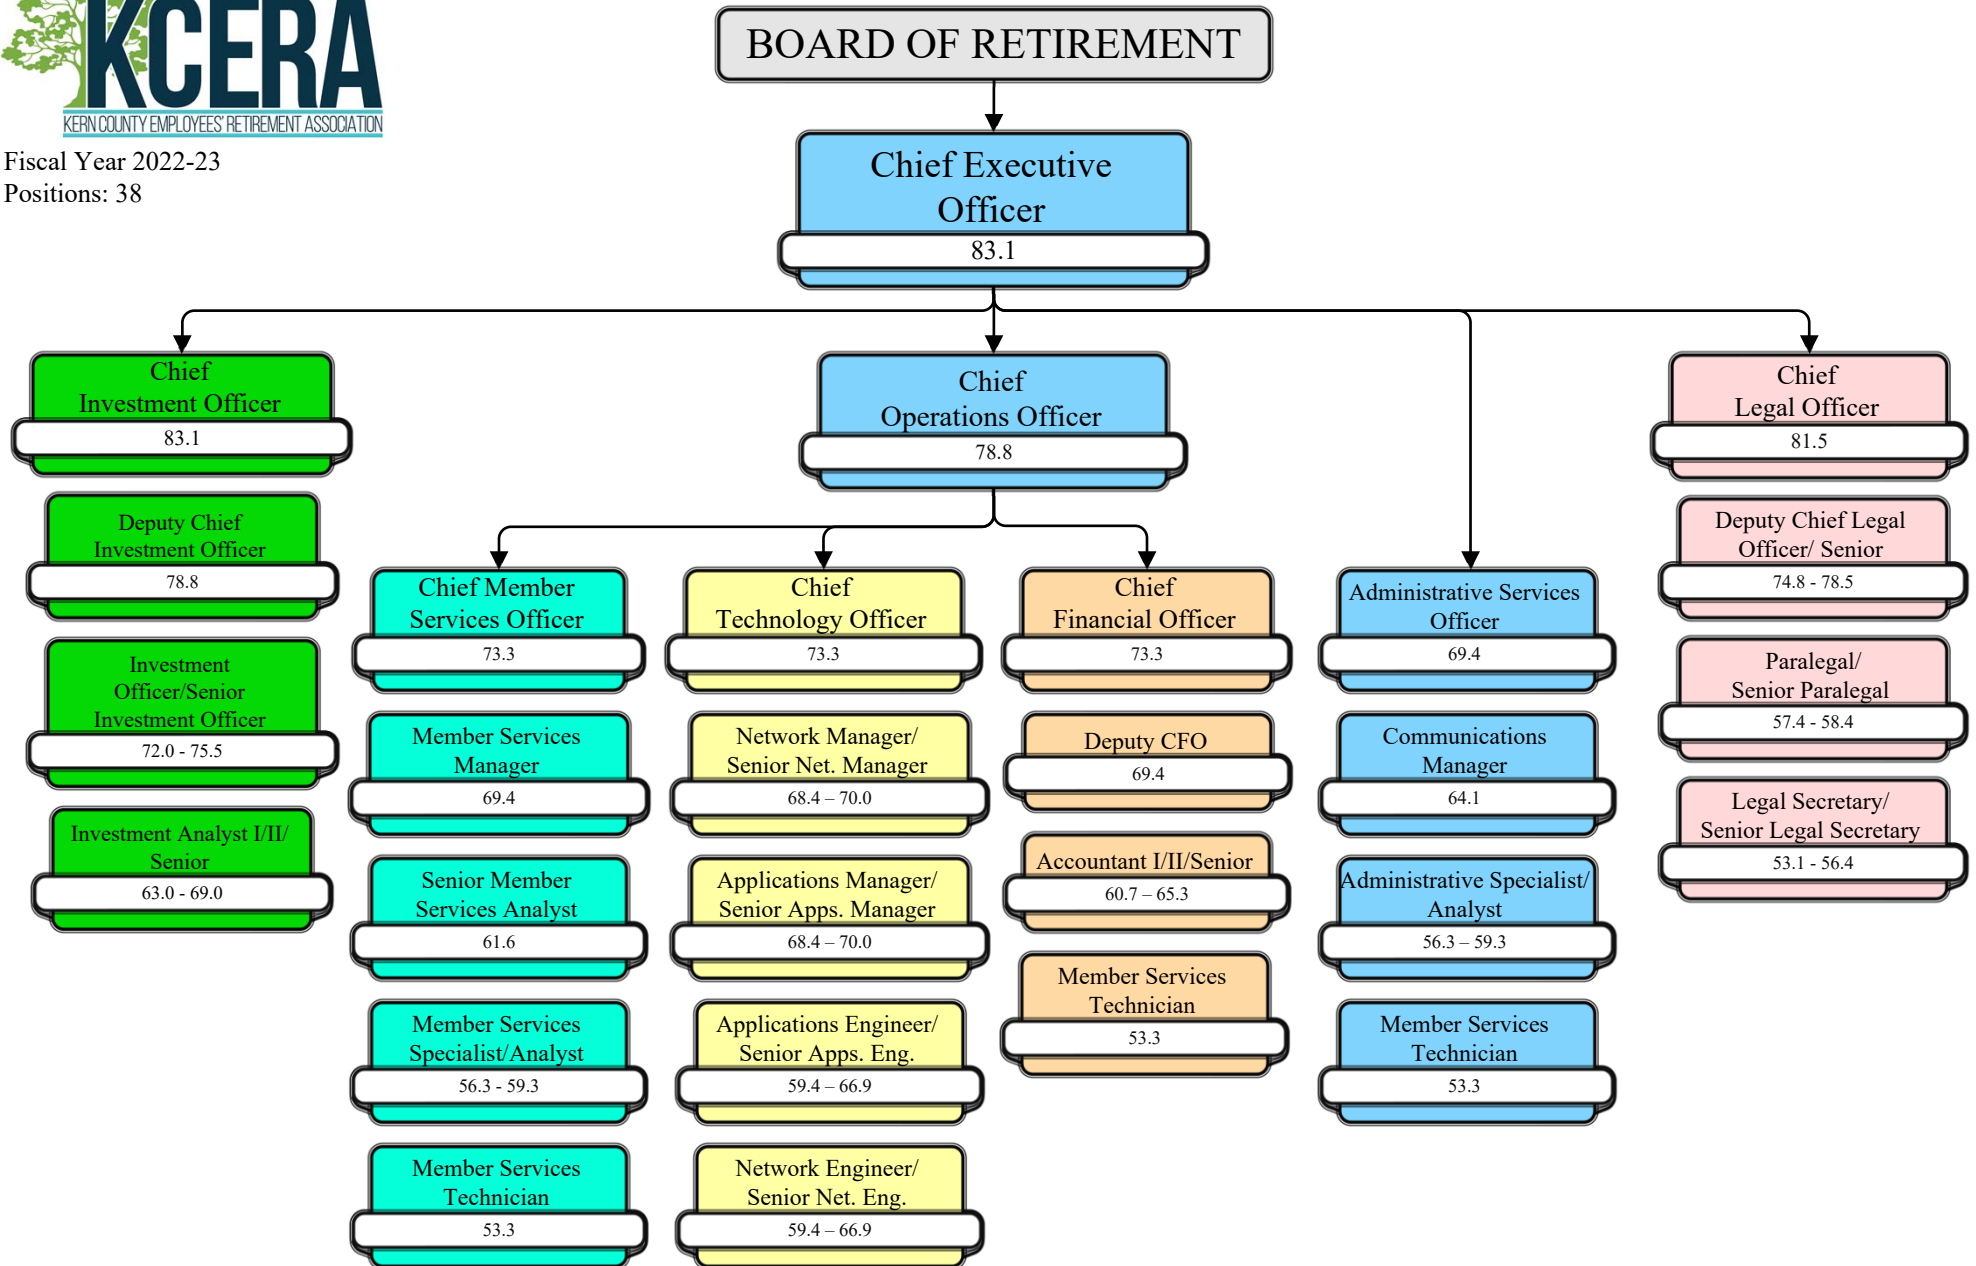 KCERA
KERN COUNTY EMPLOYEES' RETIREMENT ASSOCIATION
Fiscal Year 2022-23
Positions: 38
BOARD OF RETIREMENT
Chief Executive
Officer
83.1
Chief
Investment Officer
83.1
Deputy Chief
Investment Officer
78.8
Investment
Officer/Senior
Investment Officer
72.0 - 75.5
Investment Analyst I/II/
Senior
63.0 - 69.0
Chief
Operations Officer
78.8
Chief Member
Services Officer
73.3
Member Services
Manager
69.4
Senior Member
Services Analyst
61.6
Member Services
Specialist/Analyst
56.3 - 59.3
Member Services
Technician
53.3
Chief
Technology Officer
73.3
Network Manager/
Senior Net. Manager
68.4 – 70.0
Applications Manager/
Senior Apps. Manager
68.4 – 70.0
Applications Engineer/
Senior Apps. Eng.
59.4 – 66.9
Network Engineer/
Senior Net. Eng.
59.4 – 66.9
Chief
Financial Officer
73.3
Deputy CFO
69.4
Accountant I/II/Senior
60.7 – 65.3
Member Services
Technician
53.3
Administrative Services
Officer
69.4
Communications
Manager
64.1
Administrative Specialist/
Analyst
56.3 – 59.3
Member Services
Technician
53.3
Chief
Legal Officer
81.5
Deputy Chief Legal
Officer/ Senior
74.8 - 78.5
Paralegal/
Senior Paralegal
57.4 - 58.4
Legal Secretary/
Senior Legal Secretary
53.1 - 56.4